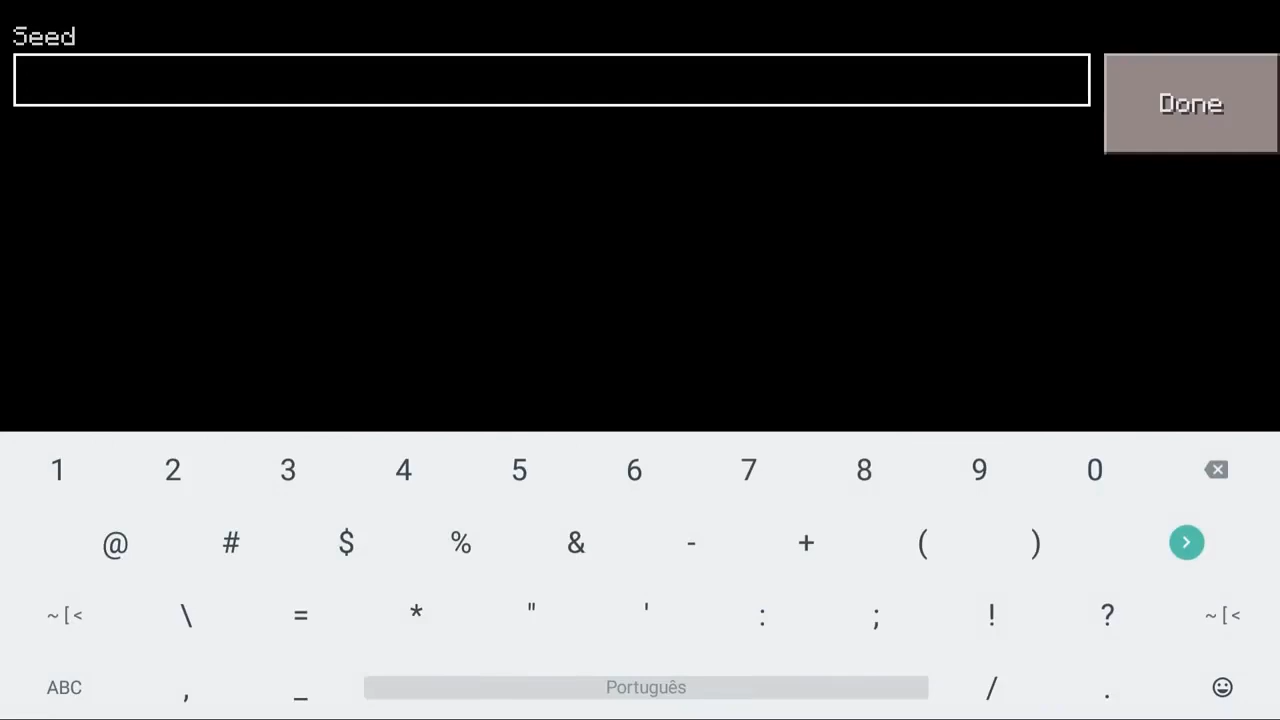 Seed
Done
1 2 3 4 5 6 7 8 9 0
@ # $ % & - + ( )
~[< \ = * " ' : ; ! ? ~[<
ABC , _ Português / .